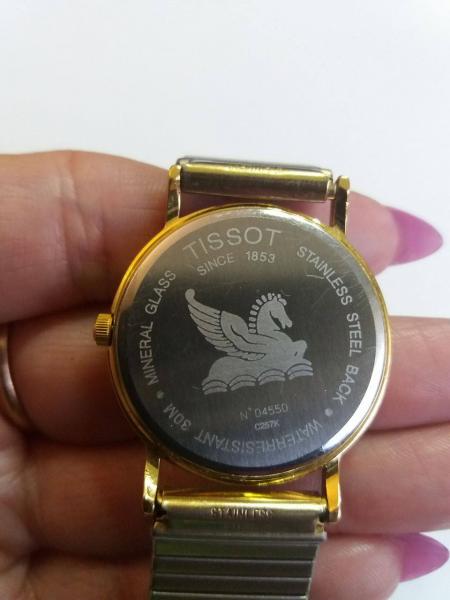 TISSOT
SINCE 1853
STAINLESS STEEL BACK • WATERRESISTANT 30M • MINERAL GLASS
N° 04550
C257K